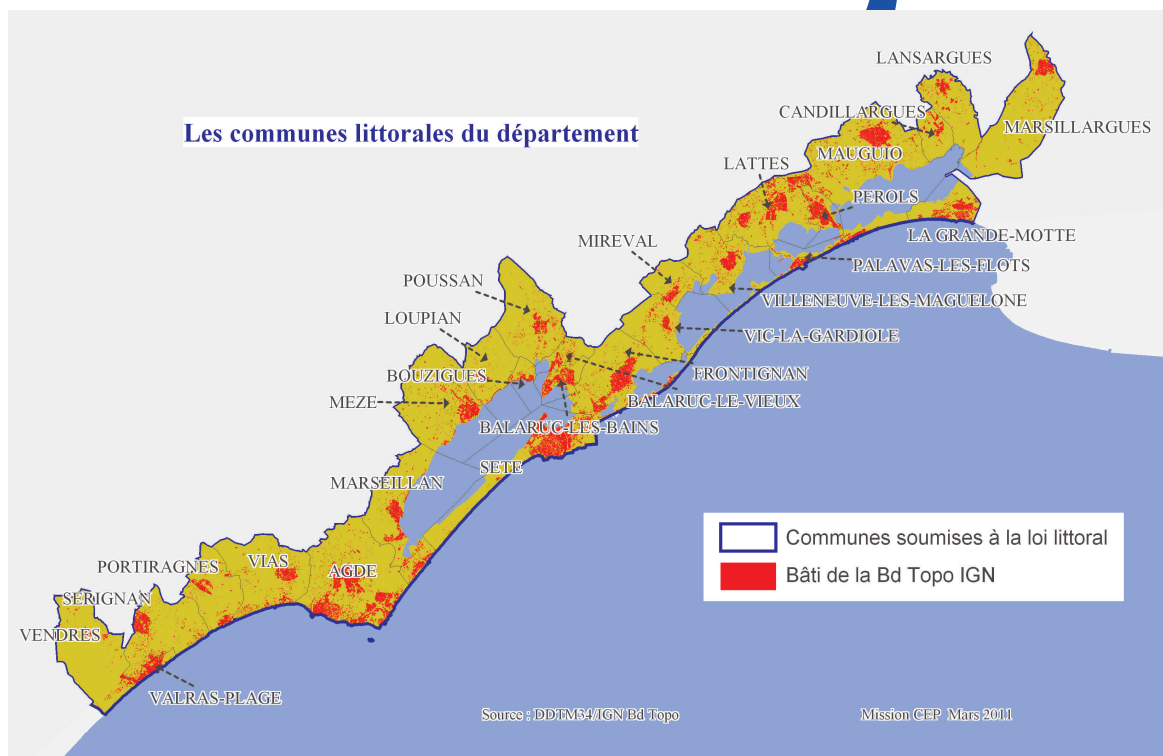 Les communes littorales du département
LANSARGUES
CANDILLARGUES
MARSILLARGUES
MAUGUIO
LATTES
PEROLS
LA GRANDE-MOTTE
MIREVAL
PALAVAS-LES-FLOTS
POUSSAN
VILLENEUVE-LES-MAGUELONE
LOUPIAN
VIC-LA-GARDIOLE
BOUZIGUES
FRONTIGNAN
MEZE
BALARUC-LE-VIEUX
BALARUC-LES-BAINS
SETE
MARSEILLAN
VIAS
PORTIRAGNES
AGDE
SERIGNAN
VENDRES
VALRAS-PLAGE
Communes soumises à la loi littoral
Bâti de la Bd Topo IGN
Source : DDTM34/IGN Bd Topo
Mission CEP Mars 2011